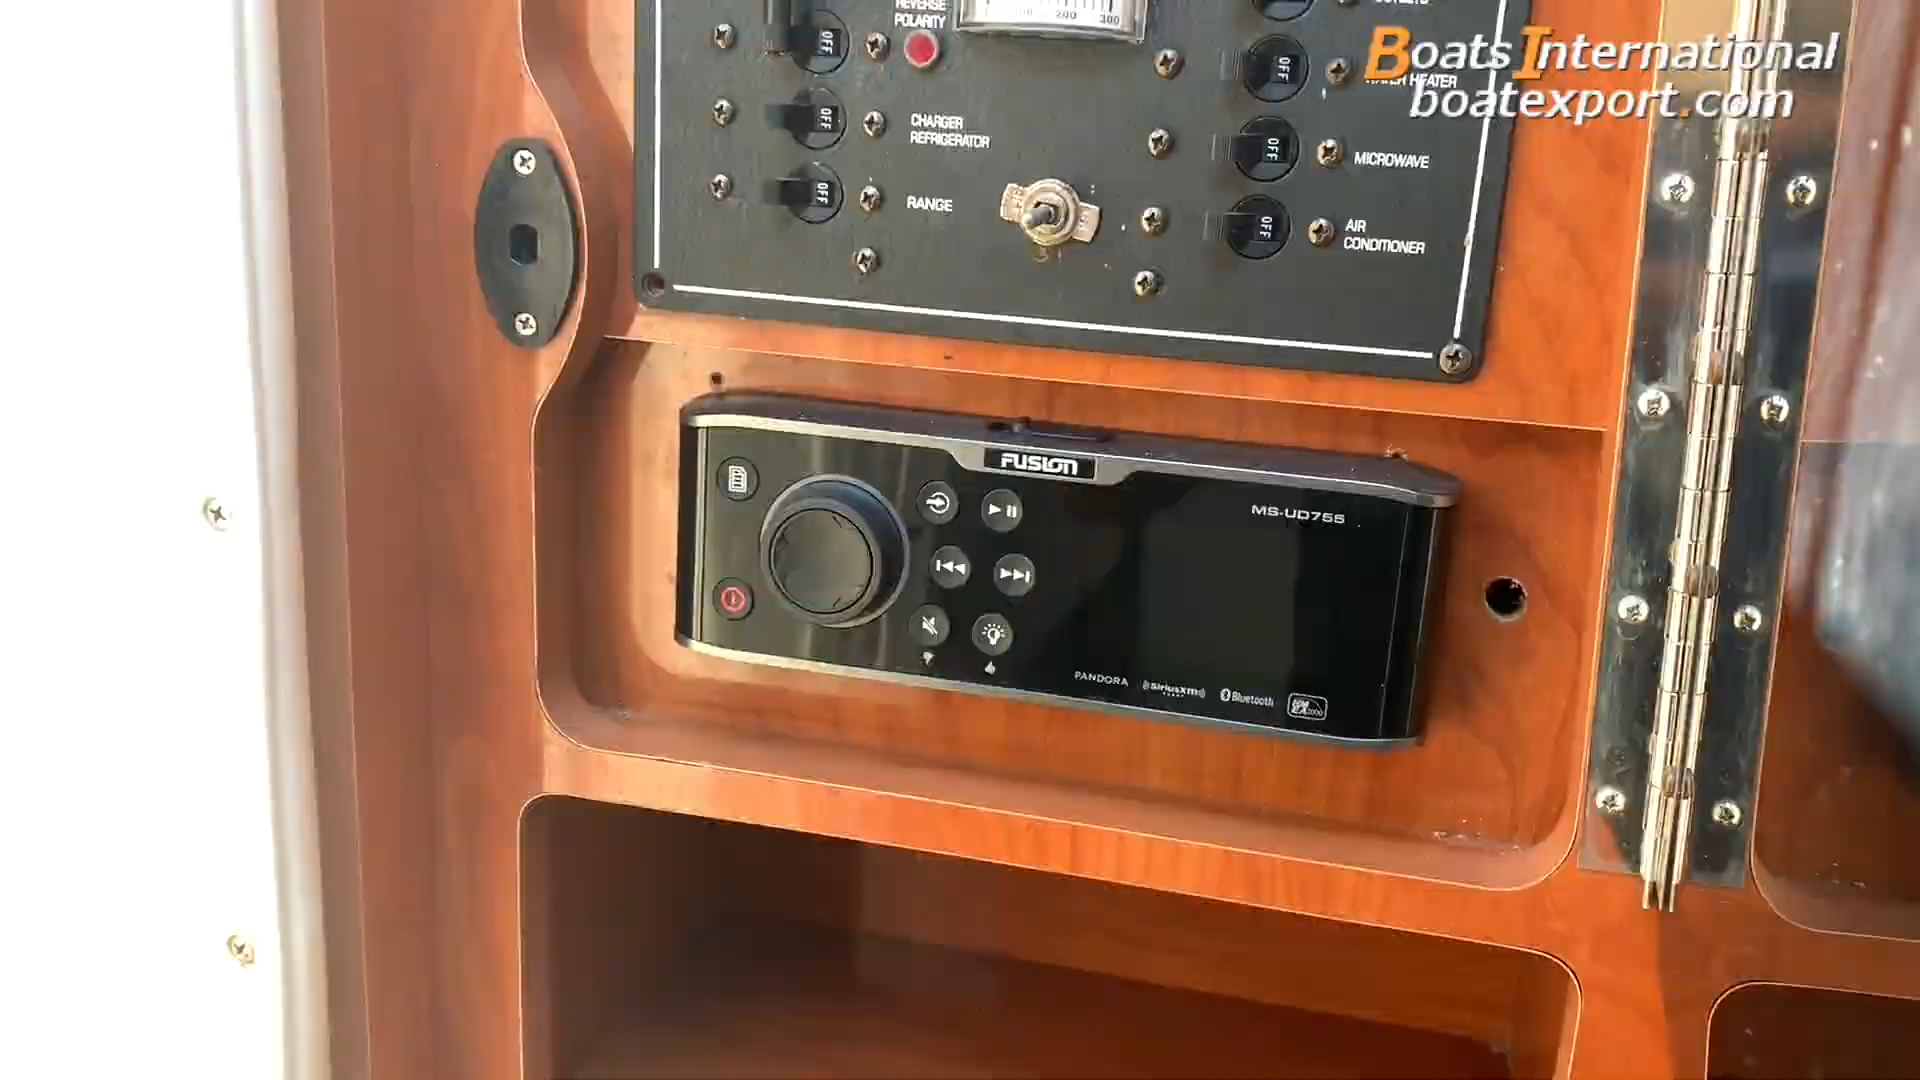 REVERSE
POLARITY
200 300
Boats International
boatexport.com
OFF
OFF
WATER HEATER
OFF
CHARGER
REFRIGERATOR
OFF
MICROWAVE
OFF
RANGE
OFF
AIR
CONDITIONER
FUSION
MS-UD755
PANDORA
SiriusXM
Bluetooth